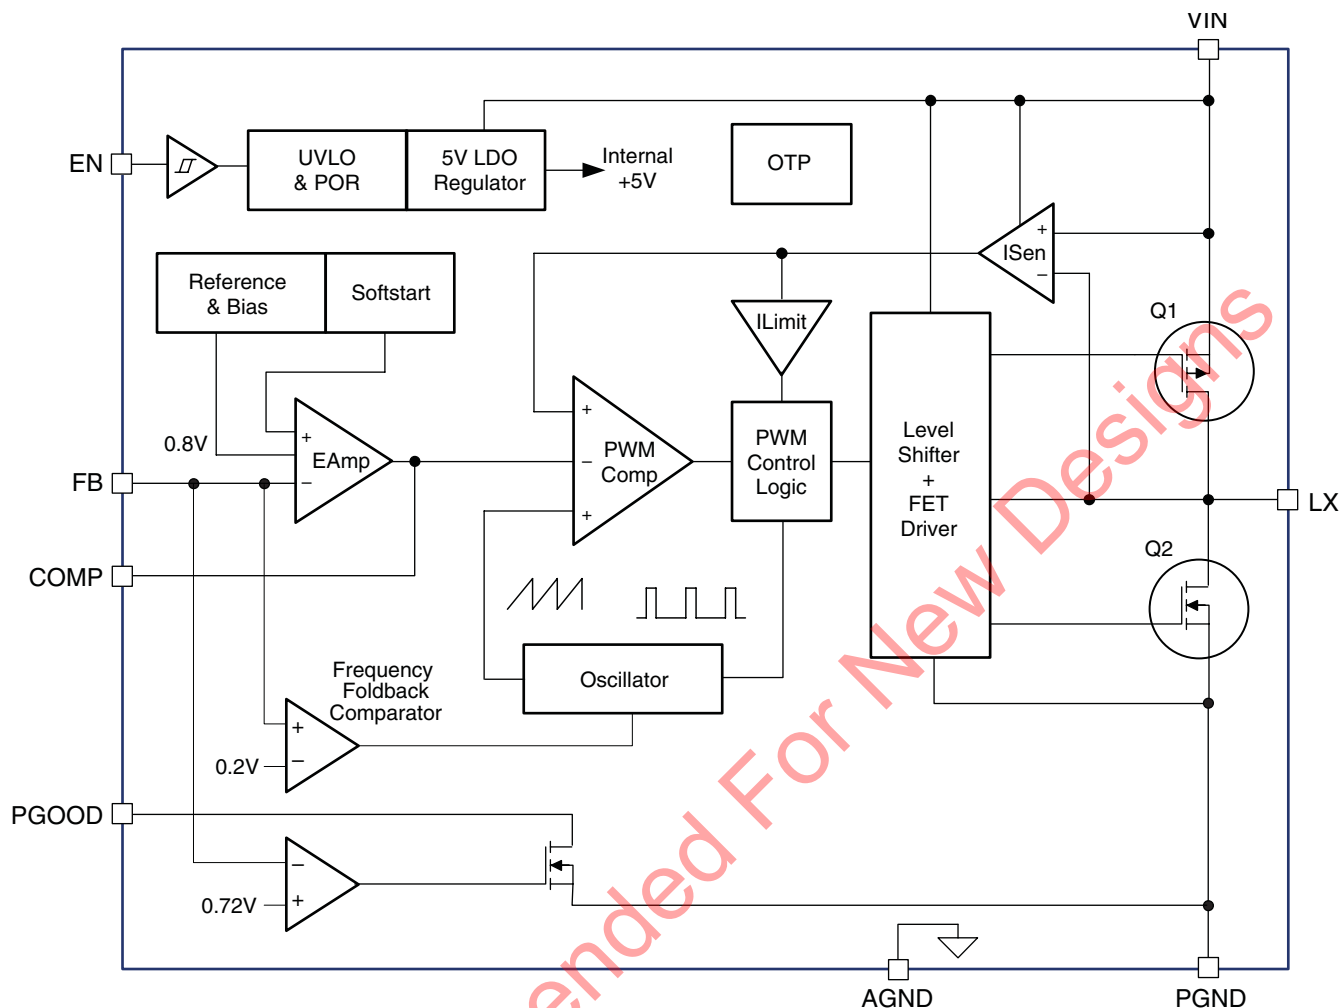 VIN
EN
UVLO
& POR
5V LDO
Regulator
Internal
+5V
OTP
Reference
& Bias
Softstart
+
ISen
−
ILimit
Q1
0.8V
+
EAmp
−
+
PWM
Comp
−
+
PWM
Control
Logic
Level
Shifter
+
FET
Driver
FB
LX
COMP
Q2
Oscillator
Frequency
Foldback
Comparator
+
−
0.2V
PGOOD
−
+
0.72V
AGND
PGND
ended For New Designs